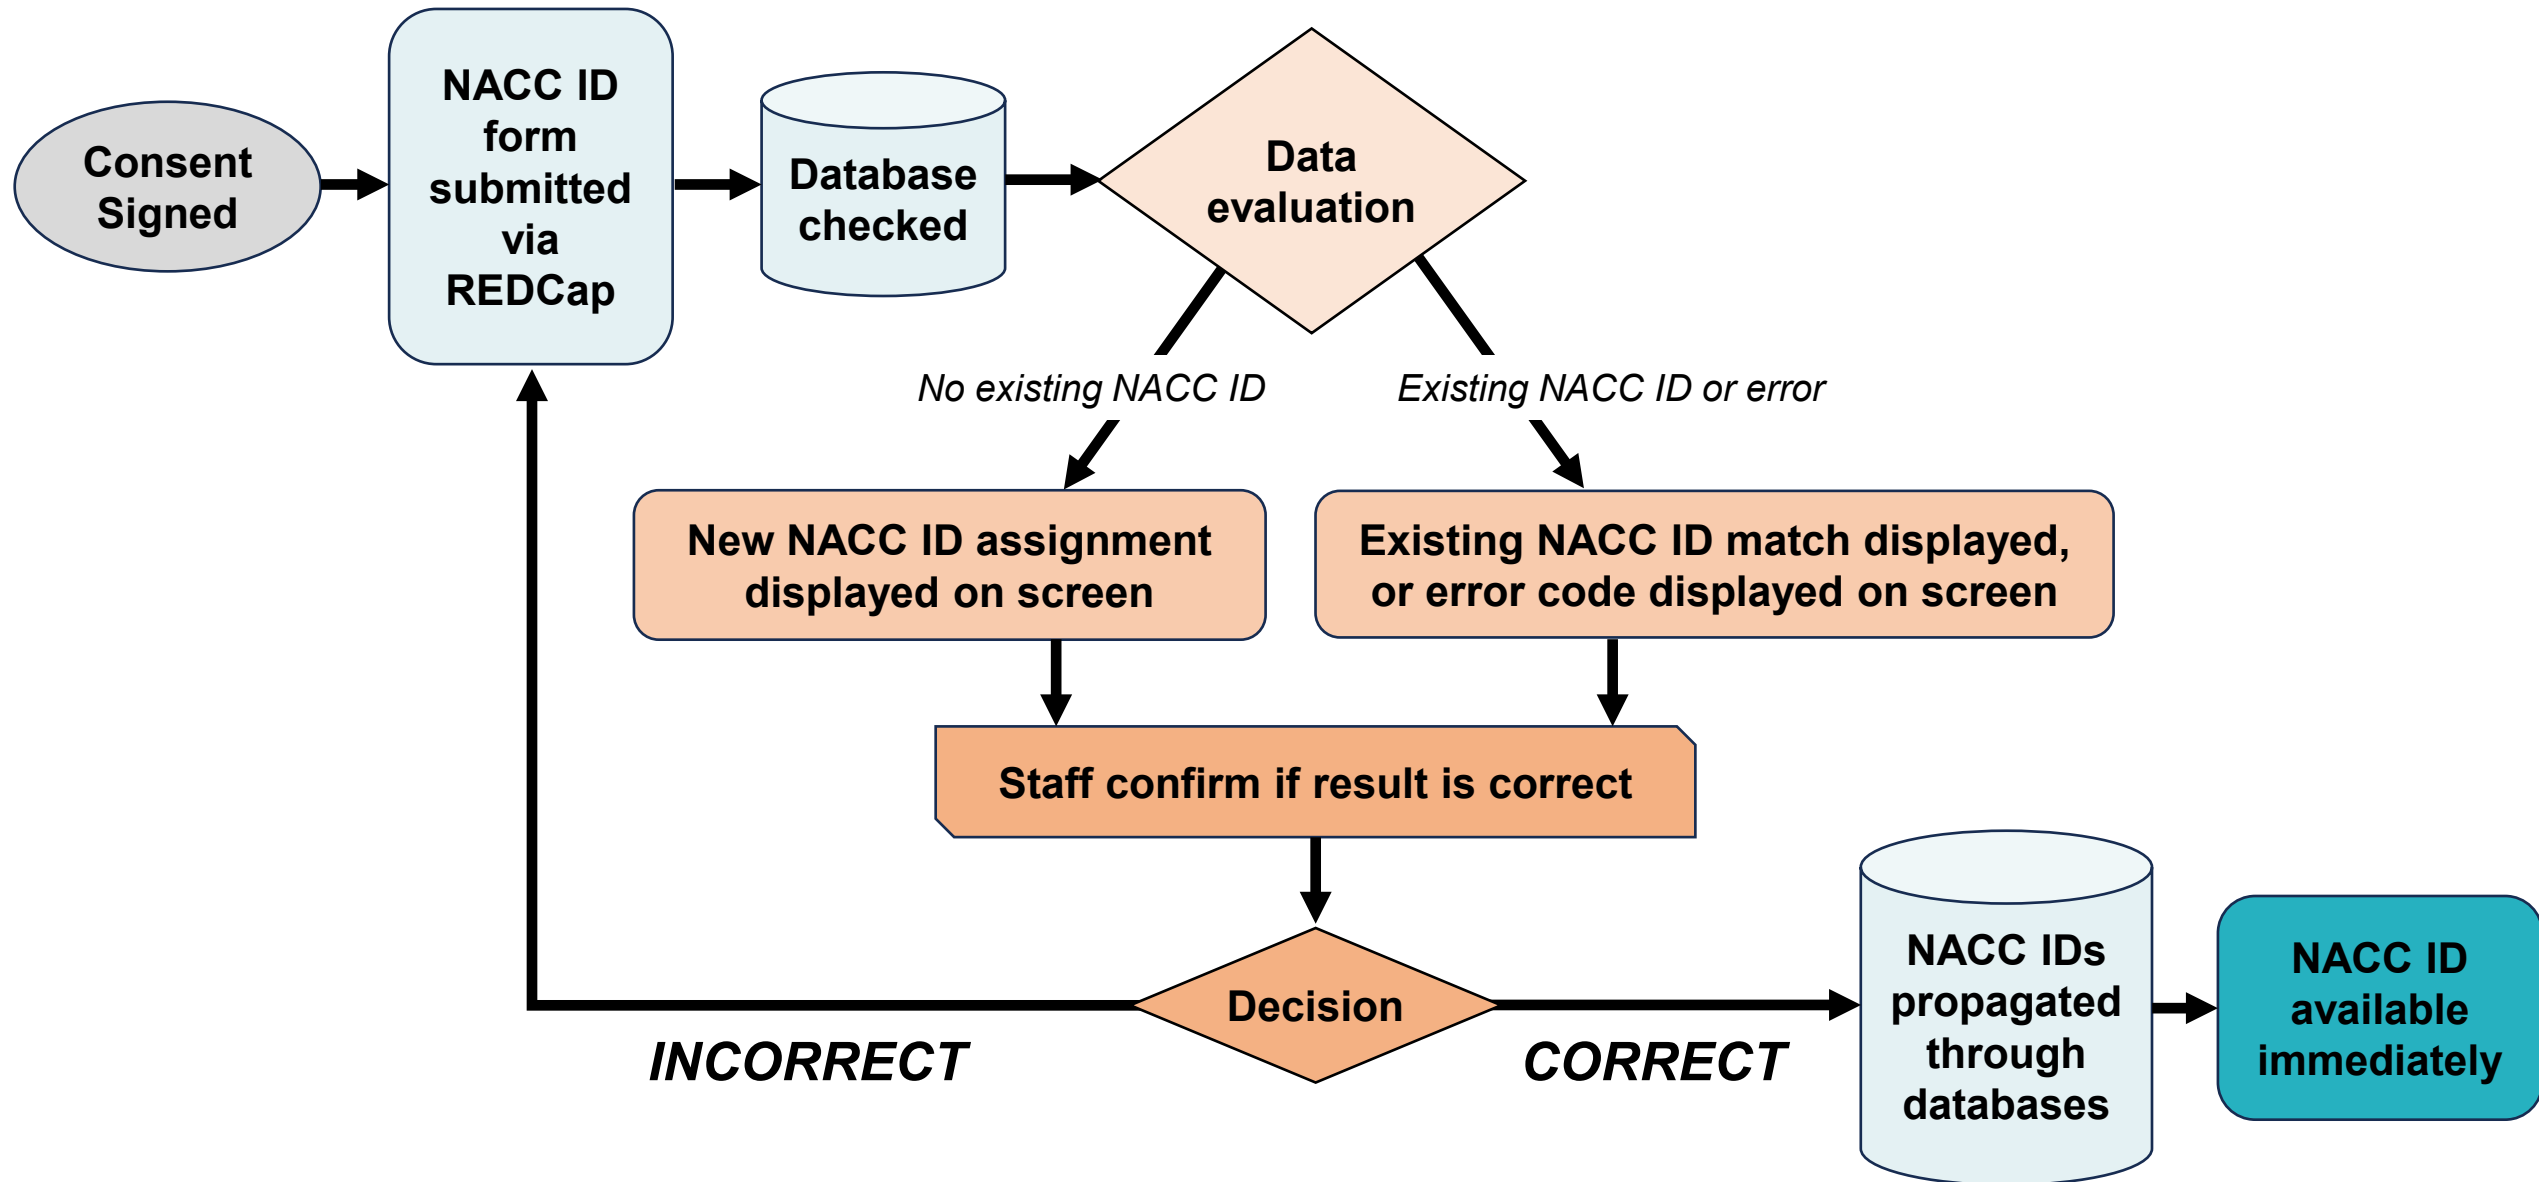 Consent
Signed
NACC ID
form
submitted
via
REDCap
Database
checked
Data
evaluation
No existing NACC ID
Existing NACC ID or error
New NACC ID assignment
displayed on screen
Existing NACC ID match displayed,
or error code displayed on screen
Staff confirm if result is correct
Decision
INCORRECT
CORRECT
NACC IDs
propagated
through
databases
NACC ID
available
immediately